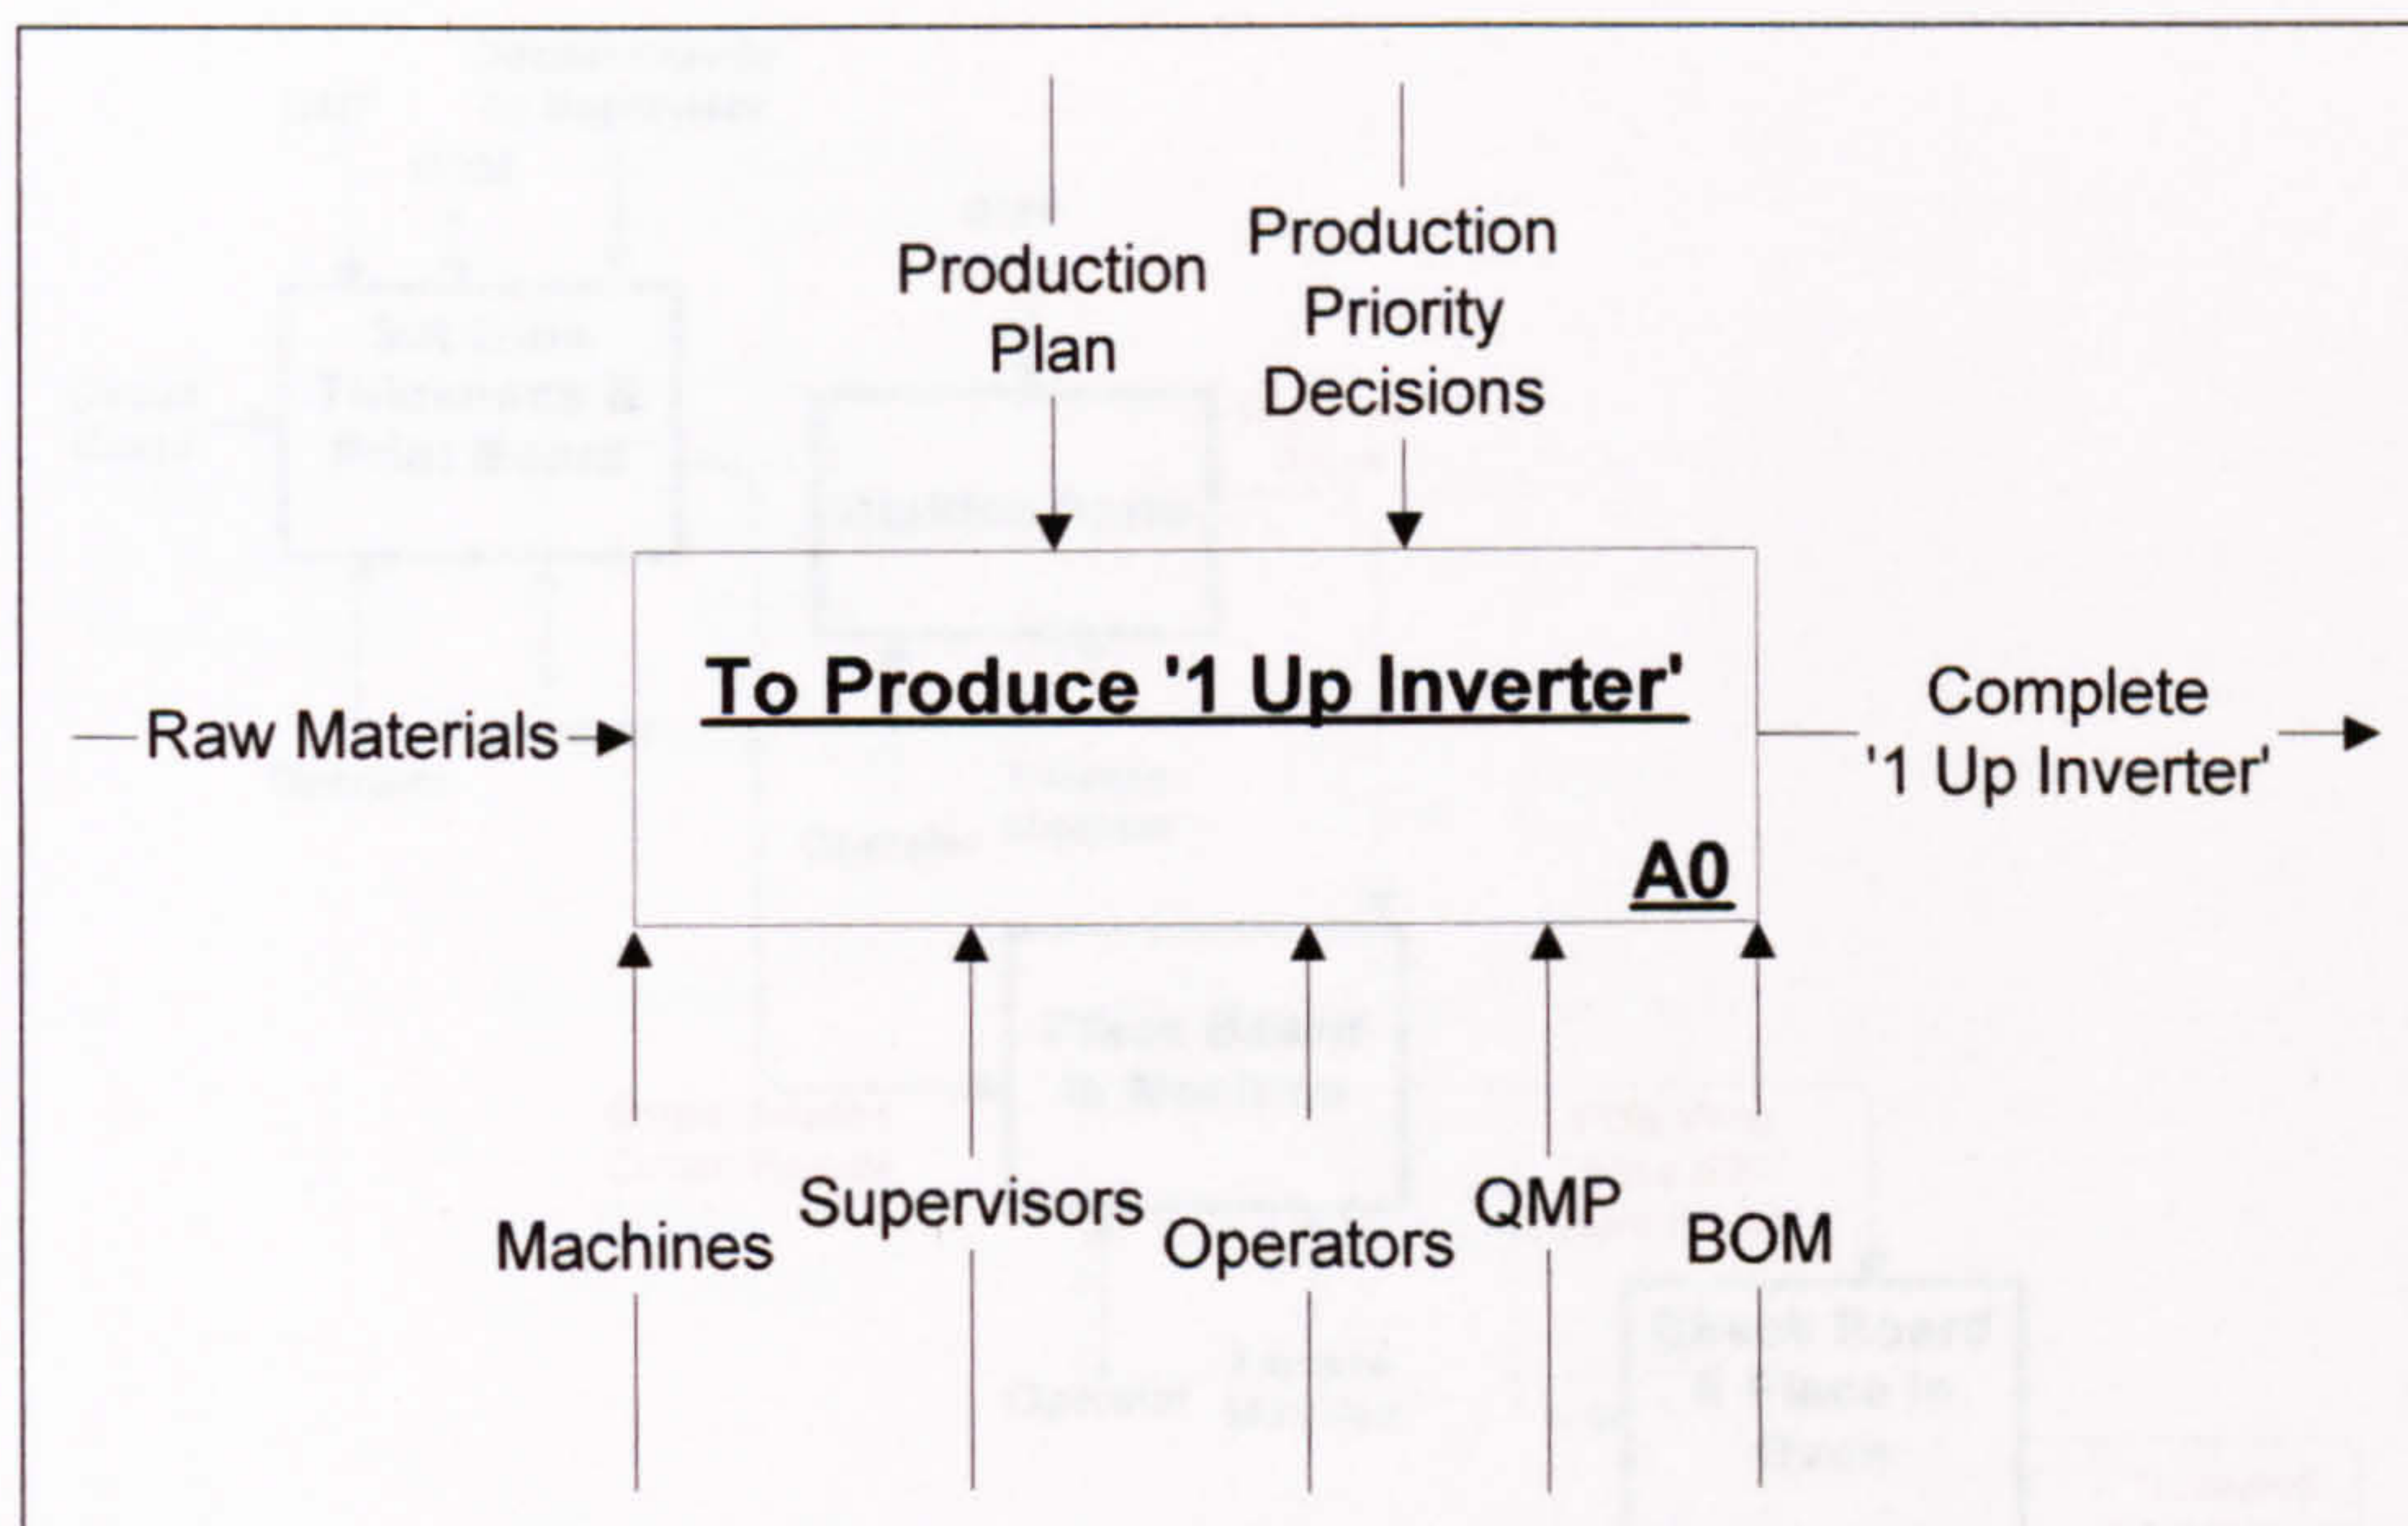 Production
Plan
Production
Priority
Decisions
To Produce '1 Up Inverter'
Raw Materials
Complete
'1 Up Inverter'
A0
Machines
Supervisors
Operators
QMP
BOM